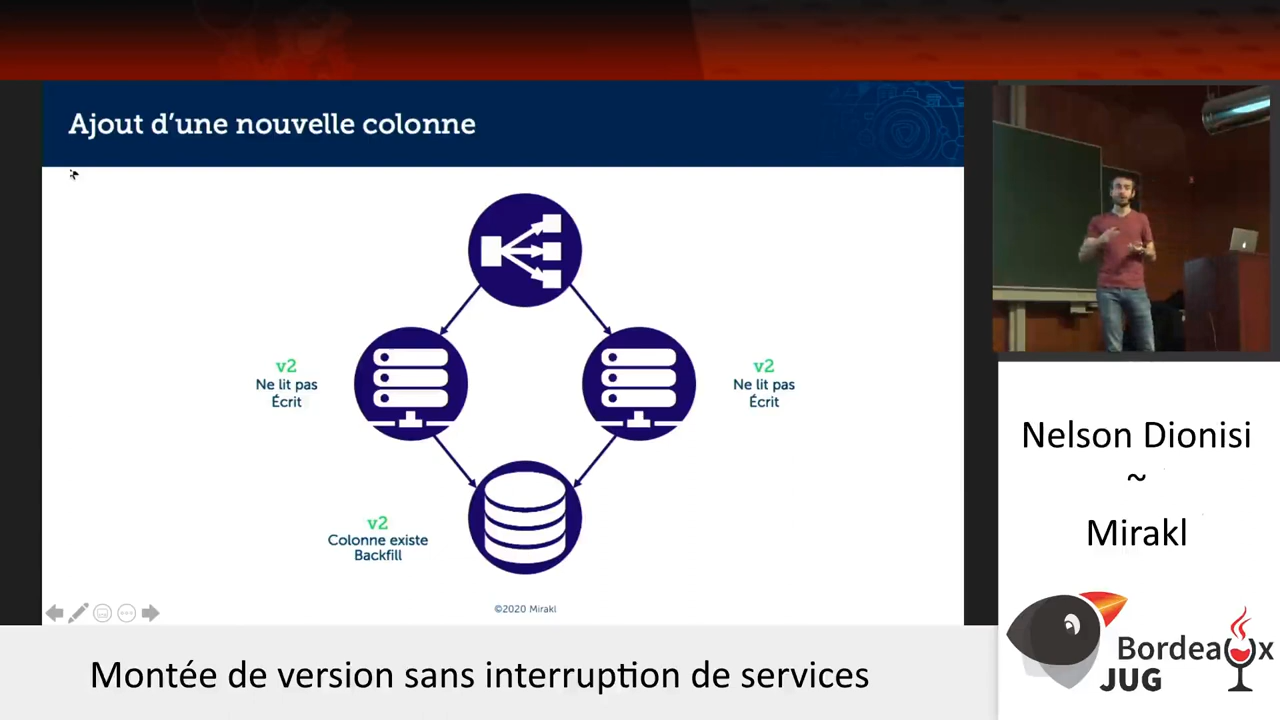 Ajout d’une nouvelle colonne
v2
Ne lit pas
Écrit
v2
Ne lit pas
Écrit
v2
Colonne existe
Backfill
©2020 Mirakl
Nelson Dionisi
~
Mirakl
Bordeaux
JUG
Montée de version sans interruption de services